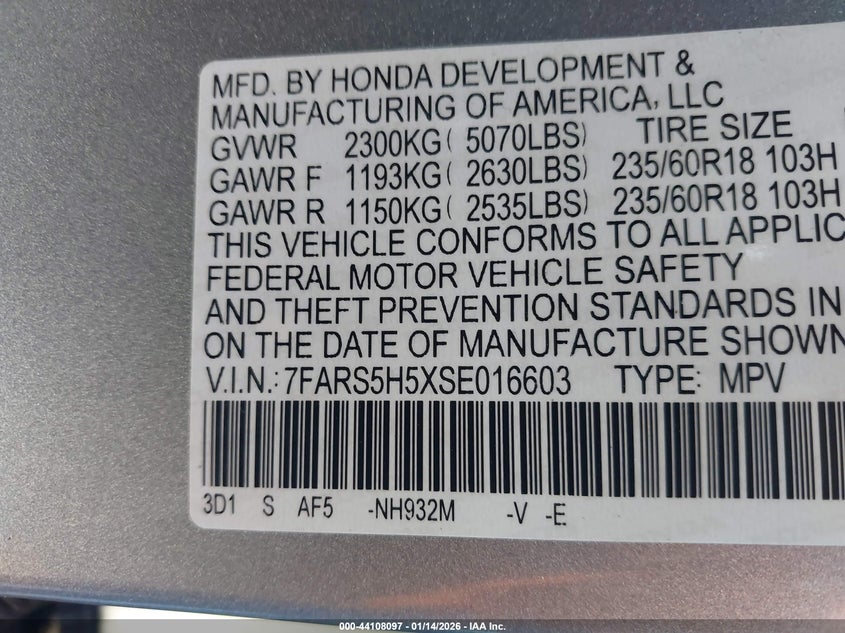 MFD. BY HONDA DEVELOPMENT &
MANUFACTURING OF AMERICA, LLC
GVWR 2300KG( 5070LBS) TIRE SIZE
GAWR F 1193KG( 2630LBS) 235/60R18 103H
GAWR R 1150KG( 2535LBS) 235/60R18 103H
THIS VEHICLE CONFORMS TO ALL APPLIC
FEDERAL MOTOR VEHICLE SAFETY
AND THEFT PREVENTION STANDARDS IN
ON THE DATE OF MANUFACTURE SHOWN
V.I.N.: 7FARS5H5XSE016603 TYPE: MPV
3D1 S AF5 -NH932M -V -E
000-44108097 - 01/14/2026 - IAA Inc.